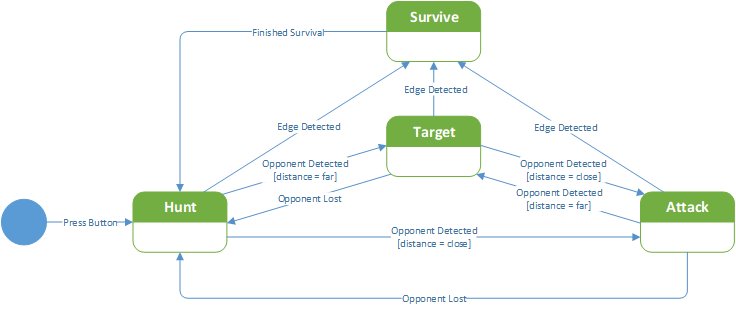 Survive
Finished Survival
Edge Detected
Target
Edge Detected
Edge Detected
Opponent Detected
[distance = far]
Opponent Detected
[distance = close]
Opponent Lost
Opponent Detected
[distance = far]
Hunt
Attack
Press Button
Opponent Detected
[distance = close]
Opponent Lost